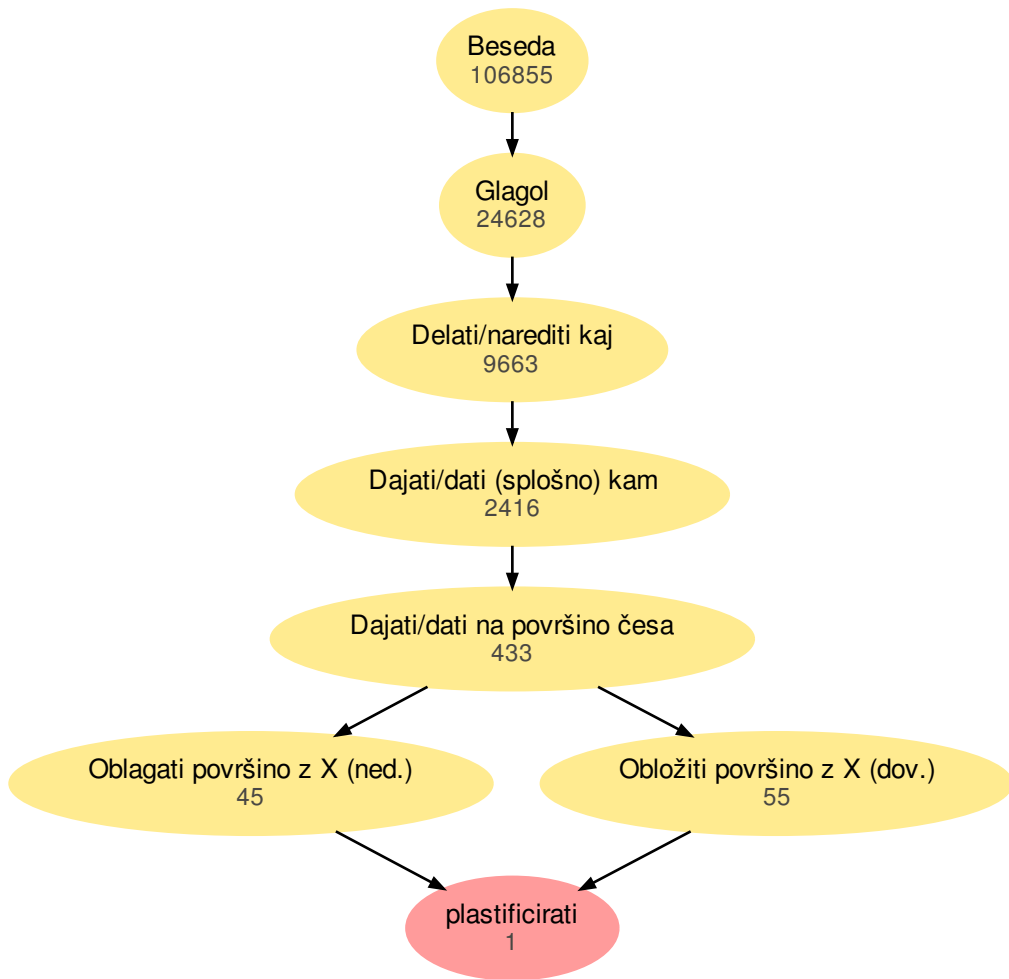 Beseda
106855
Glagol
24628
Delati/narediti kaj
9663
Dajati/dati (splošno) kam
2416
Dajati/dati na površino česa
433
Oblagati površino z X (ned.)
45
Obložiti površino z X (dov.)
55
plastificirati
1